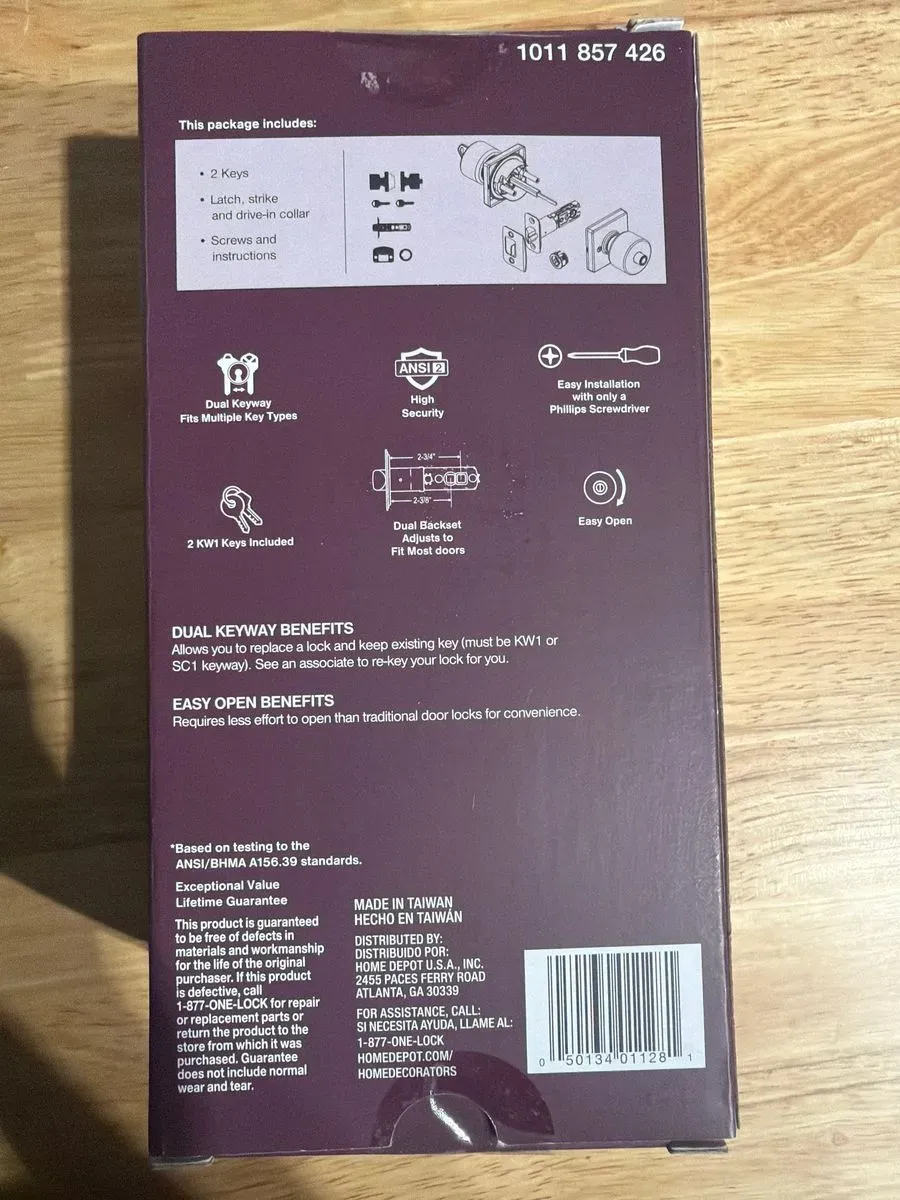 1011 857 426
This package includes:
• 2 Keys
• Latch, strike
and drive-in collar
• Screws and
instructions
Dual Keyway
Fits Multiple Key Types
ANSI 2
High
Security
Easy Installation
with only a
Phillips Screwdriver
2 KW1 Keys Included
2-3/4"
2-3/8"
Dual Backset
Adjusts to
Fit Most doors
Easy Open
DUAL KEYWAY BENEFITS
Allows you to replace a lock and keep existing key (must be KW1 or
SC1 keyway). See an associate to re-key your lock for you.
EASY OPEN BENEFITS
Requires less effort to open than traditional door locks for convenience.
*Based on testing to the
ANSI/BHMA A156.39 standards.
Exceptional Value
Lifetime Guarantee
This product is guaranteed
to be free of defects in
materials and workmanship
for the life of the original
purchaser. If this product
is defective, call
1-877-ONE-LOCK for repair
or replacement parts or
return the product to the
store from which it was
purchased. Guarantee
does not include normal
wear and tear.
MADE IN TAIWAN
HECHO EN TAIWÁN
DISTRIBUTED BY:
DISTRIBUIDO POR:
HOME DEPOT U.S.A., INC.
2455 PACES FERRY ROAD
ATLANTA, GA 30339
FOR ASSISTANCE, CALL:
SI NECESITA AYUDA, LLAME AL:
1-877-ONE-LOCK
HOMEDEPOT.COM/
HOMEDECORATORS
0 50134 01128 1